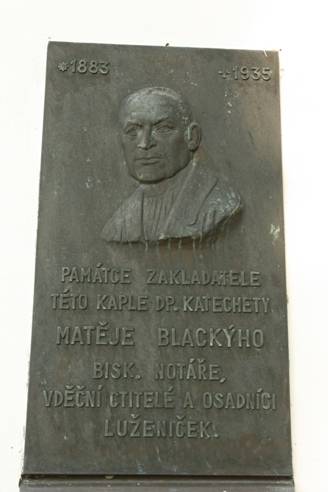 *1883 +1935
PAMÁTCE ZAKLADATELE
TÉTO KAPLE DP. KATECHETY
MATĚJE BLACKÝHO
BISK. NOTÁŘE,
VDĚČNÍ CTITELÉ A OSADNÍCI
LUŽENIČEK.